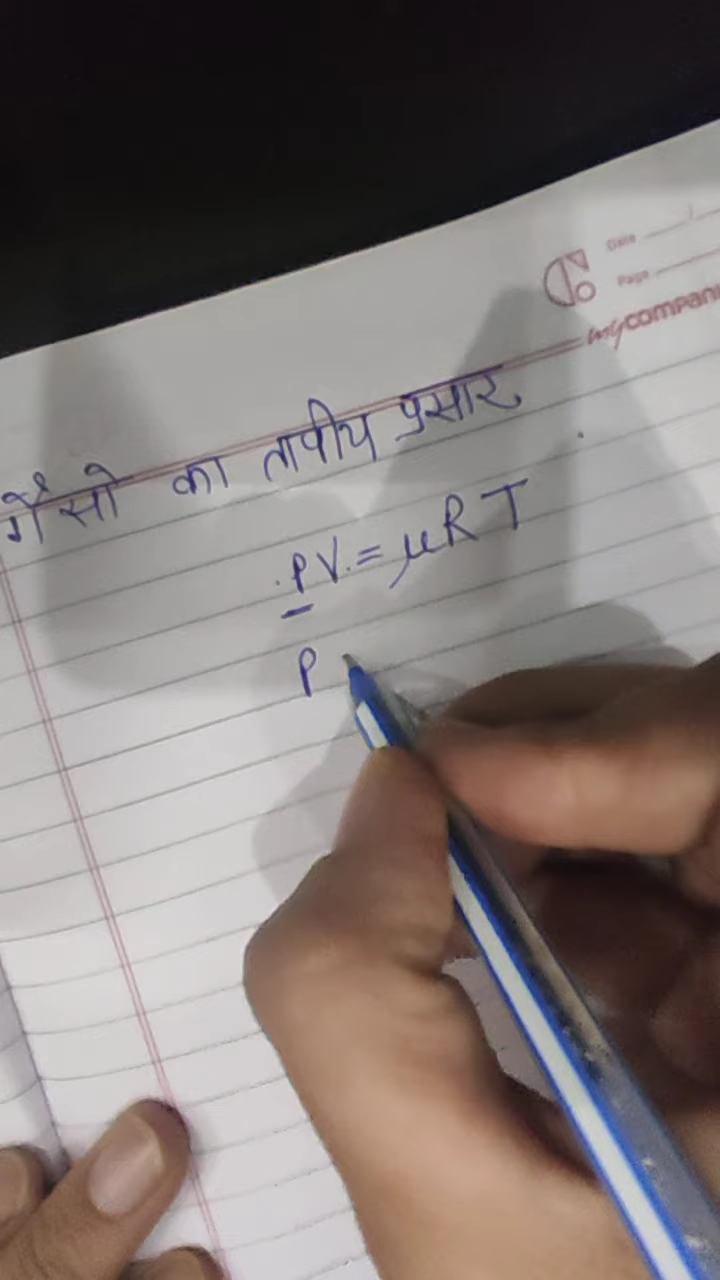 Date
Page
mycompani
गैसो का तापीय प्रसार
PV = μRT
P